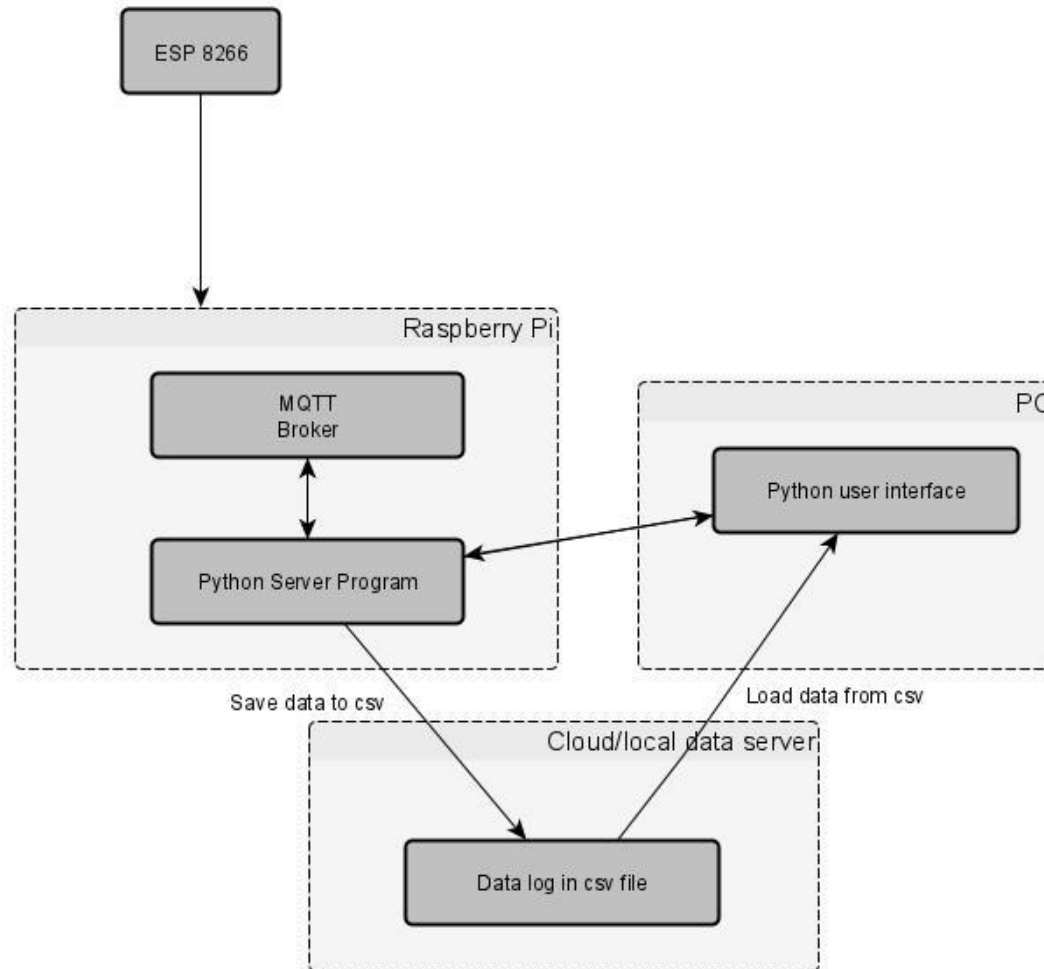 ESP 8266
Raspberry Pi
MQTT
Broker
PC
Python user interface
Python Server Program
Save data to csv
Load data from csv
Cloud/local data server
Data log in csv file